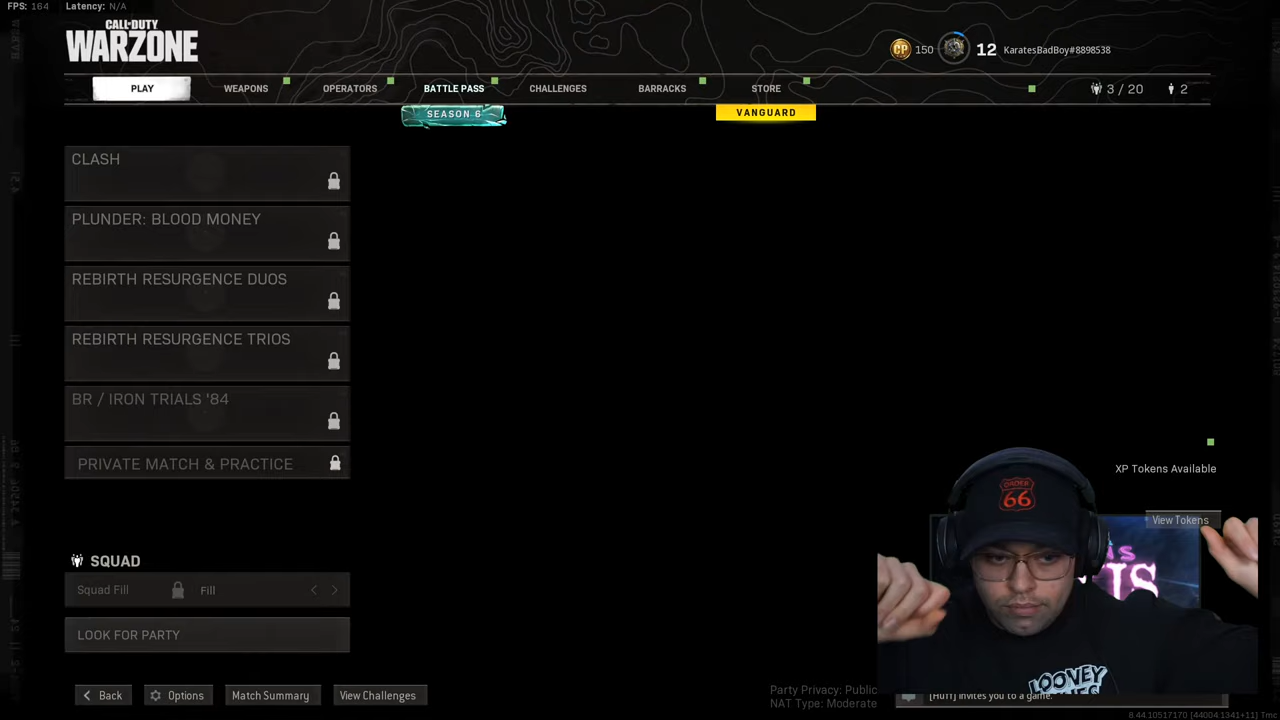 FPS: 164 Latency: N/A
CALL OF DUTY
WARZONE
CP 150 12 KaratesBadBoy#8898538
PLAY WEAPONS OPERATORS BATTLE PASS CHALLENGES BARRACKS STORE 3 / 20 2
SEASON 6 VANGUARD
CLASH
PLUNDER: BLOOD MONEY
REBIRTH RESURGENCE DUOS
REBIRTH RESURGENCE TRIOS
BR / IRON TRIALS '84
PRIVATE MATCH & PRACTICE
XP Tokens Available
View Tokens
ORDER
66
SQUAD
Squad Fill Fill
LOOK FOR PARTY
LOONEY
Back Options Match Summary View Challenges
Party Privacy: Public
NAT Type: Moderate
invites you to a game.